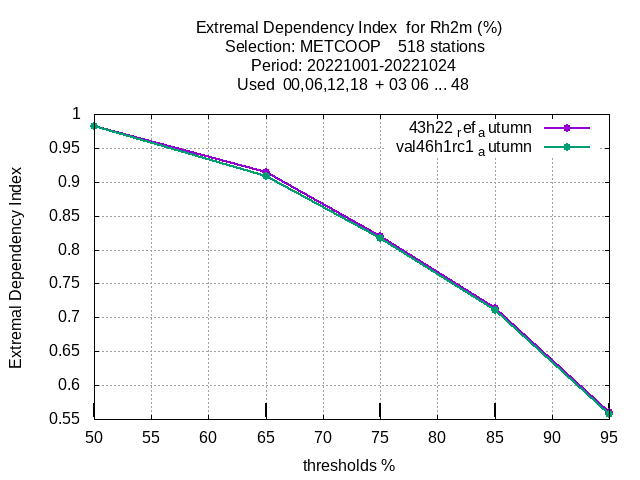 Extremal Dependency Index  for Rh2m (%)
Selection: METCOOP    518 stations
Period: 20221001-20221024
Used  00,06,12,18  + 03 06 ... 48
43h22 refautumn
val46h1rc1 autumn
Extremal Dependency Index
1
0.95
0.9
0.85
0.8
0.75
0.7
0.65
0.6
0.55
50 55 60 65 70 75 80 85 90 95
thresholds %